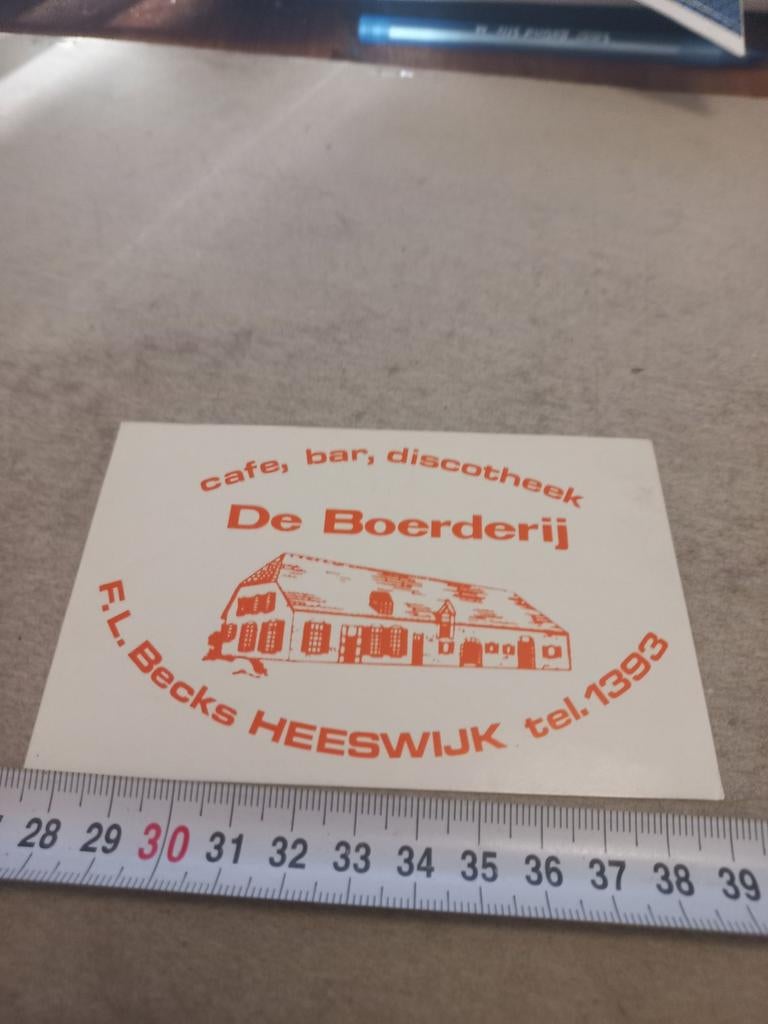 cafe, bar, discotheek
De Boerderij
F.L. Becks HEESWIJK tel. 1393
28 29 30 31 32 33 34 35 36 37 38 39